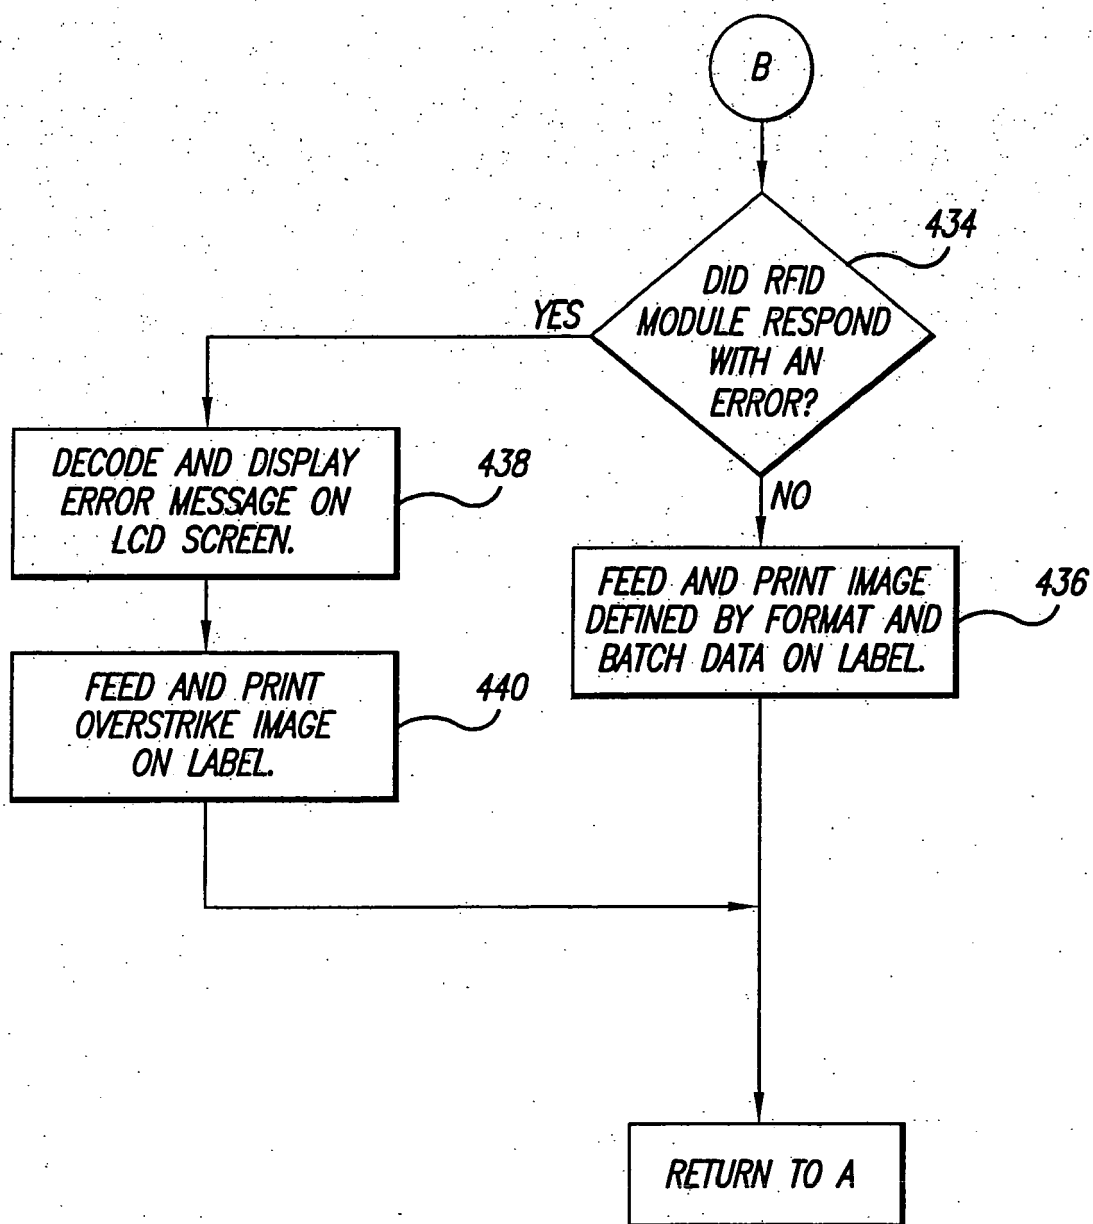 B
434
DID RFID
MODULE RESPOND
WITH AN
ERROR?
YES
NO
DECODE AND DISPLAY
ERROR MESSAGE ON
LCD SCREEN.
438
FEED AND PRINT IMAGE
DEFINED BY FORMAT AND
BATCH DATA ON LABEL.
436
FEED AND PRINT
OVERSTRIKE IMAGE
ON LABEL.
440
RETURN TO A